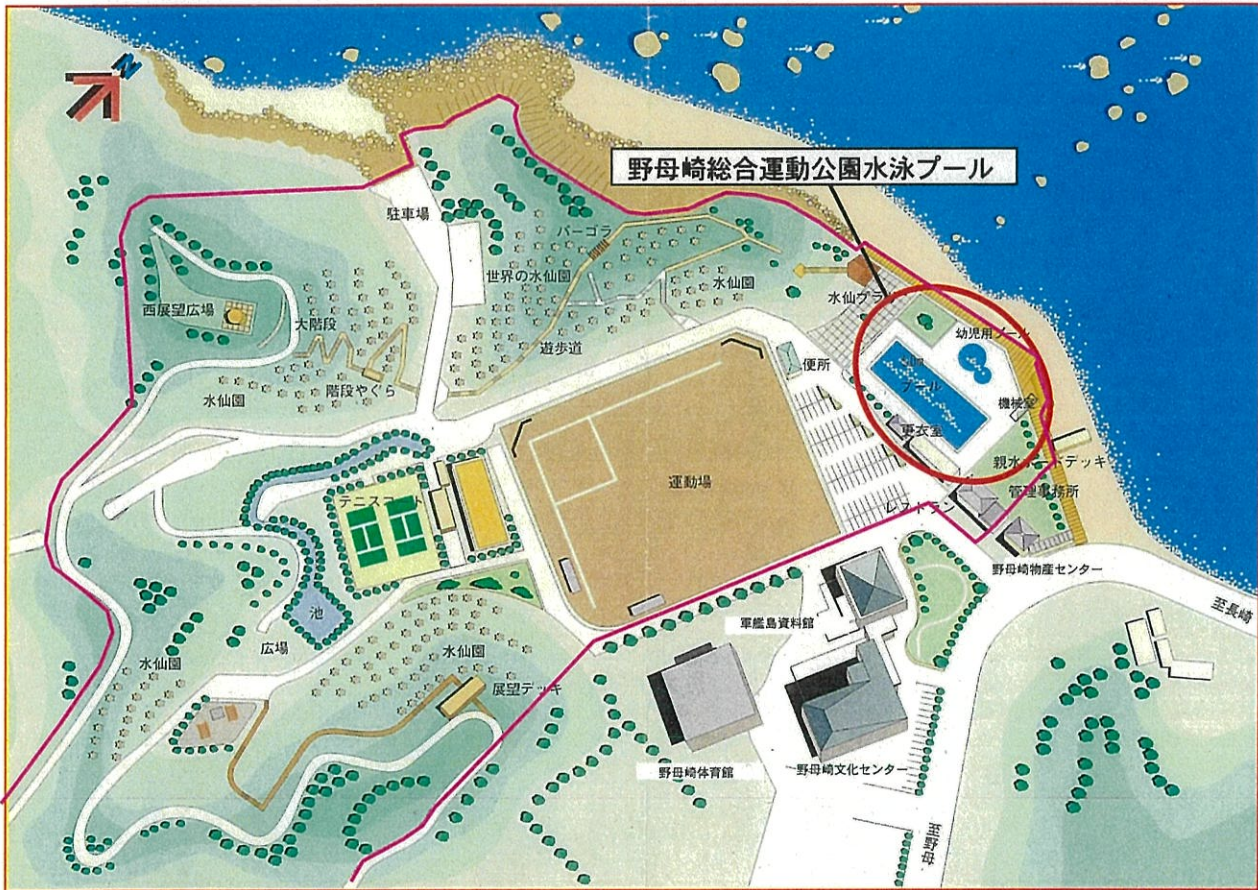 N
野母崎総合運動公園水泳プール
駐車場
パーゴラ
世界の水仙園
水仙園
水仙プラ
西展望広場
大階段
遊歩道
水仙園
階段やぐら
便所
幼児用プール
プール
機械室
更衣室
親水ボートデッキ
管理事務所
レストラン
運動場
テニスコート
野母崎物産センター
至長崎
軍艦島資料館
池
広場
水仙園
水仙園
展望デッキ
野母崎体育館
野母崎文化センター